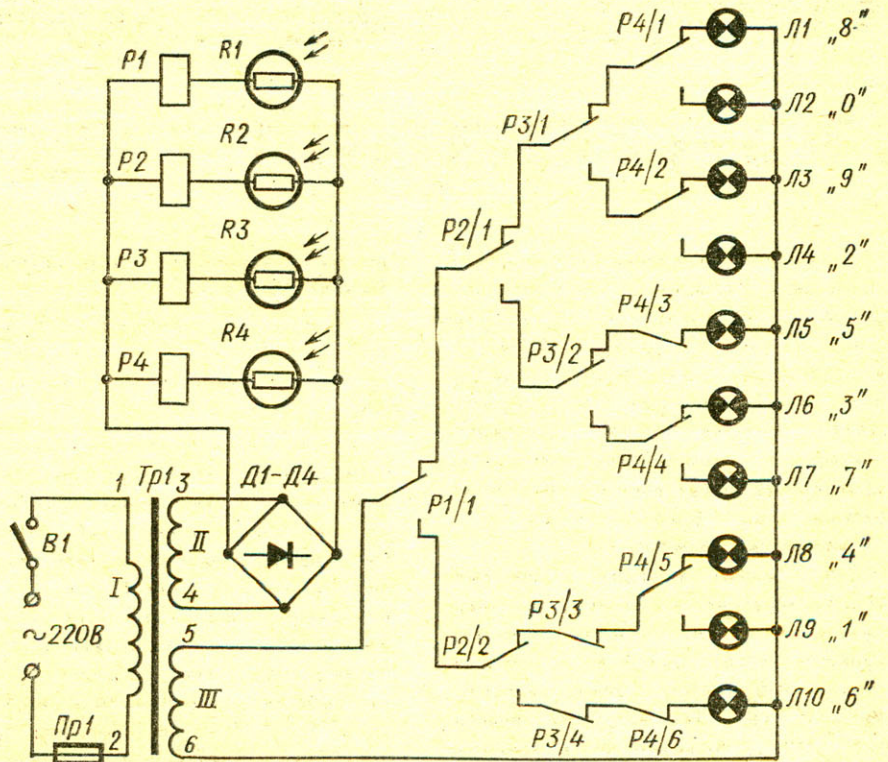 P1
R1
P2
R2
P3
R3
P4
R4
1
Тр1
3
Д1-Д4
В1
I
II
4
~220В
5
III
Пр1
2
6
P1/1
P2/1
P2/2
P3/1
P3/2
P3/3
P3/4
P4/1
P4/2
P4/3
P4/4
P4/5
P4/6
Л1 „8"
Л2 „0"
Л3 „9"
Л4 „2"
Л5 „5"
Л6 „3"
Л7 „7"
Л8 „4"
Л9 „1"
Л10 „6"